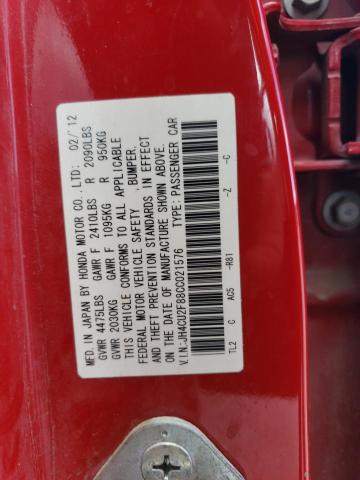 MFD. IN JAPAN BY HONDA MOTOR CO., LTD: 02/'12
GVWR 4475LBS GAWR F 2410LBS R 2090LBS
GVWR 2030KG GAWR F 1095KG R 950KG
THIS VEHICLE CONFORMS TO ALL APPLICABLE
FEDERAL MOTOR VEHICLE SAFETY, BUMPER,
AND THEFT PREVENTION STANDARDS IN EFFECT
ON THE DATE OF MANUFACTURE SHOWN ABOVE.
V.I.N:JH4CU2F88CC021576 TYPE: PASSENGER CAR
TL2 C AC5 -R81 -Z -C